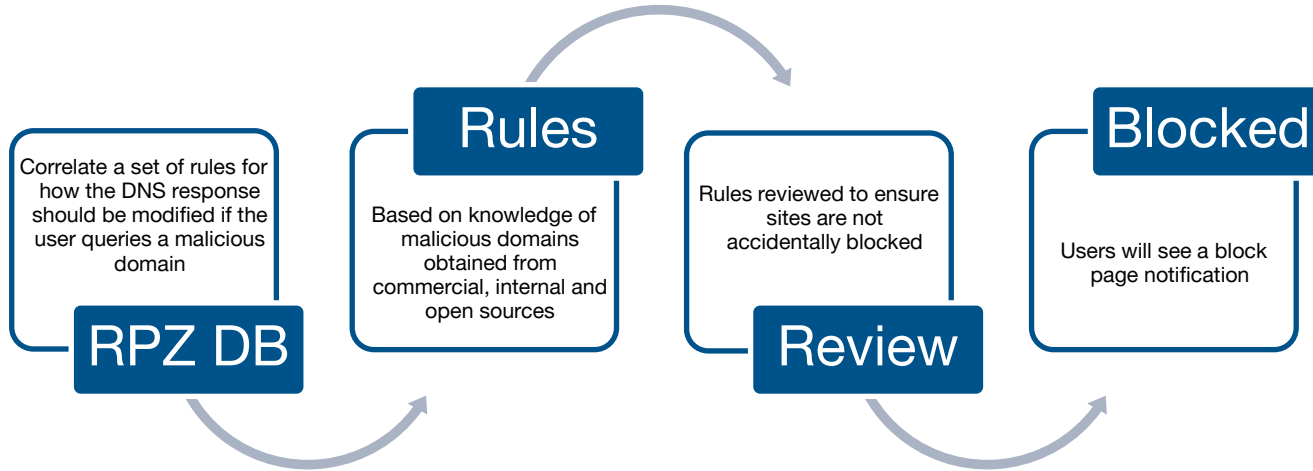 Correlate a set of rules for
how the DNS response
should be modified if the
user queries a malicious
domain
RPZ DB
Rules
Based on knowledge of
malicious domains
obtained from
commercial, internal and
open sources
Rules reviewed to ensure
sites are not
accidentally blocked
Review
Blocked
Users will see a block
page notification